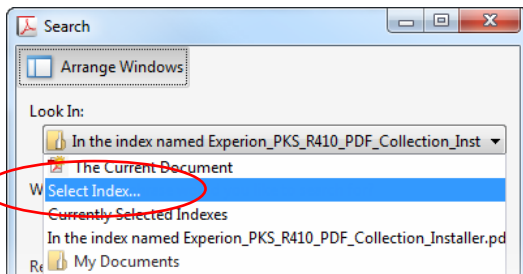 Search
Arrange Windows
Look In:
In the index named Experion_PKS_R410_PDF_Collection_Inst
The Current Document
W Select Index...
Currently Selected Indexes
In the index named Experion_PKS_R410_PDF_Collection_Installer.pd
Re My Documents